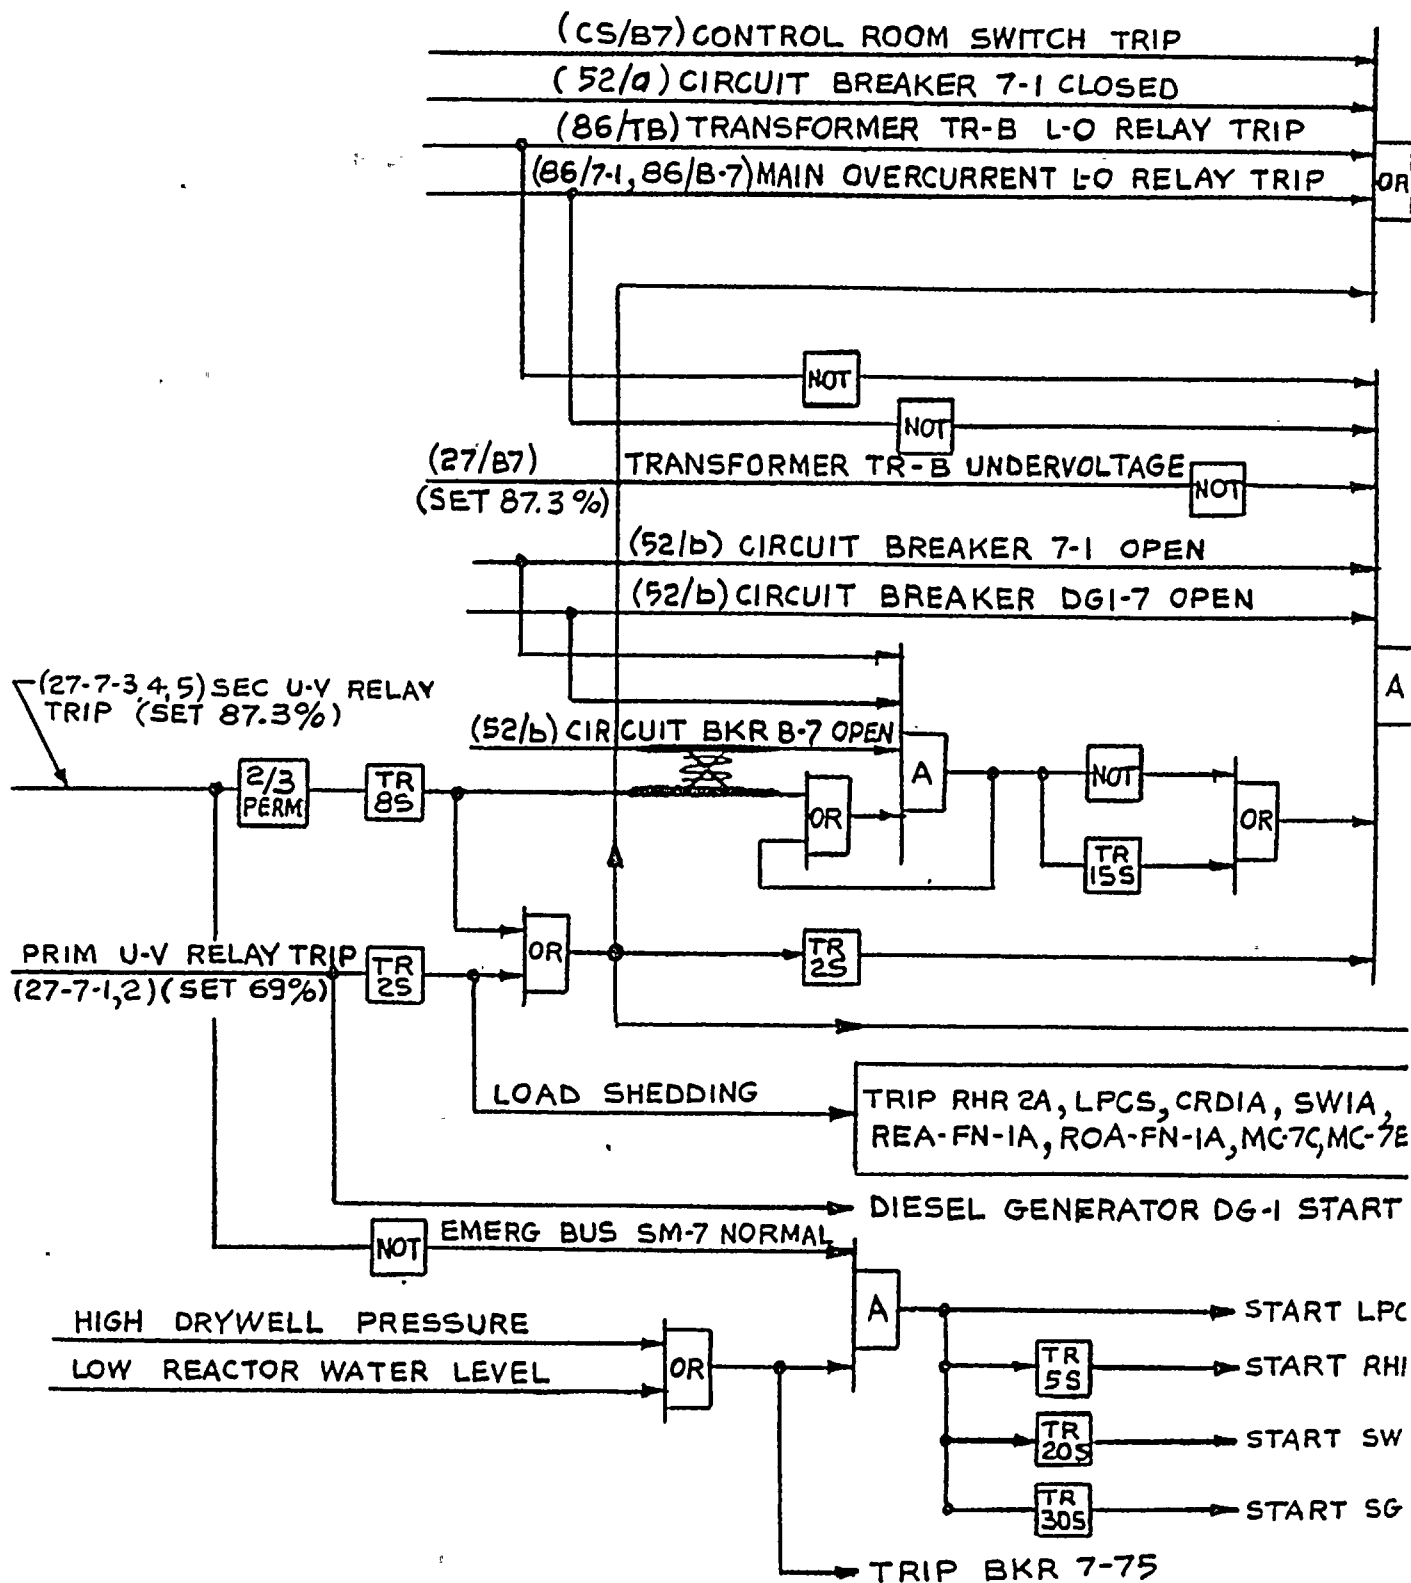 (CS/B7) CONTROL ROOM SWITCH TRIP
(52/a) CIRCUIT BREAKER 7-1 CLOSED
(86/TB) TRANSFORMER TR-B L-O RELAY TRIP
(86/7-1, 86/B-7) MAIN OVERCURRENT L-O RELAY TRIP
OR
NOT
NOT
(27/B7) TRANSFORMER TR-B UNDERVOLTAGE
(SET 87.3%)
NOT
(52/b) CIRCUIT BREAKER 7-1 OPEN
(52/b) CIRCUIT BREAKER DG1-7 OPEN
A
(27-7-3,4,5) SEC U-V RELAY
TRIP (SET 87.3%)
(52/b) CIRCUIT BKR B-7 OPEN
2/3
PERM
TR
8S
OR
A
NOT
TR
15S
OR
PRIM U-V RELAY TRIP
(27-7-1,2) (SET 69%)
TR
2S
OR
TR
2S
LOAD SHEDDING
TRIP RHR 2A, LPCS, CRD1A, SW1A,
REA-FN-1A, ROA-FN-1A, MC-7C, MC-7E
DIESEL GENERATOR DG-1 START
NOT
EMERG BUS SM-7 NORMAL
A
HIGH DRYWELL PRESSURE
LOW REACTOR WATER LEVEL
OR
START LPC
TR
5S
START RH
TR
20S
START SW
TR
30S
START SG
TRIP BKR 7-75